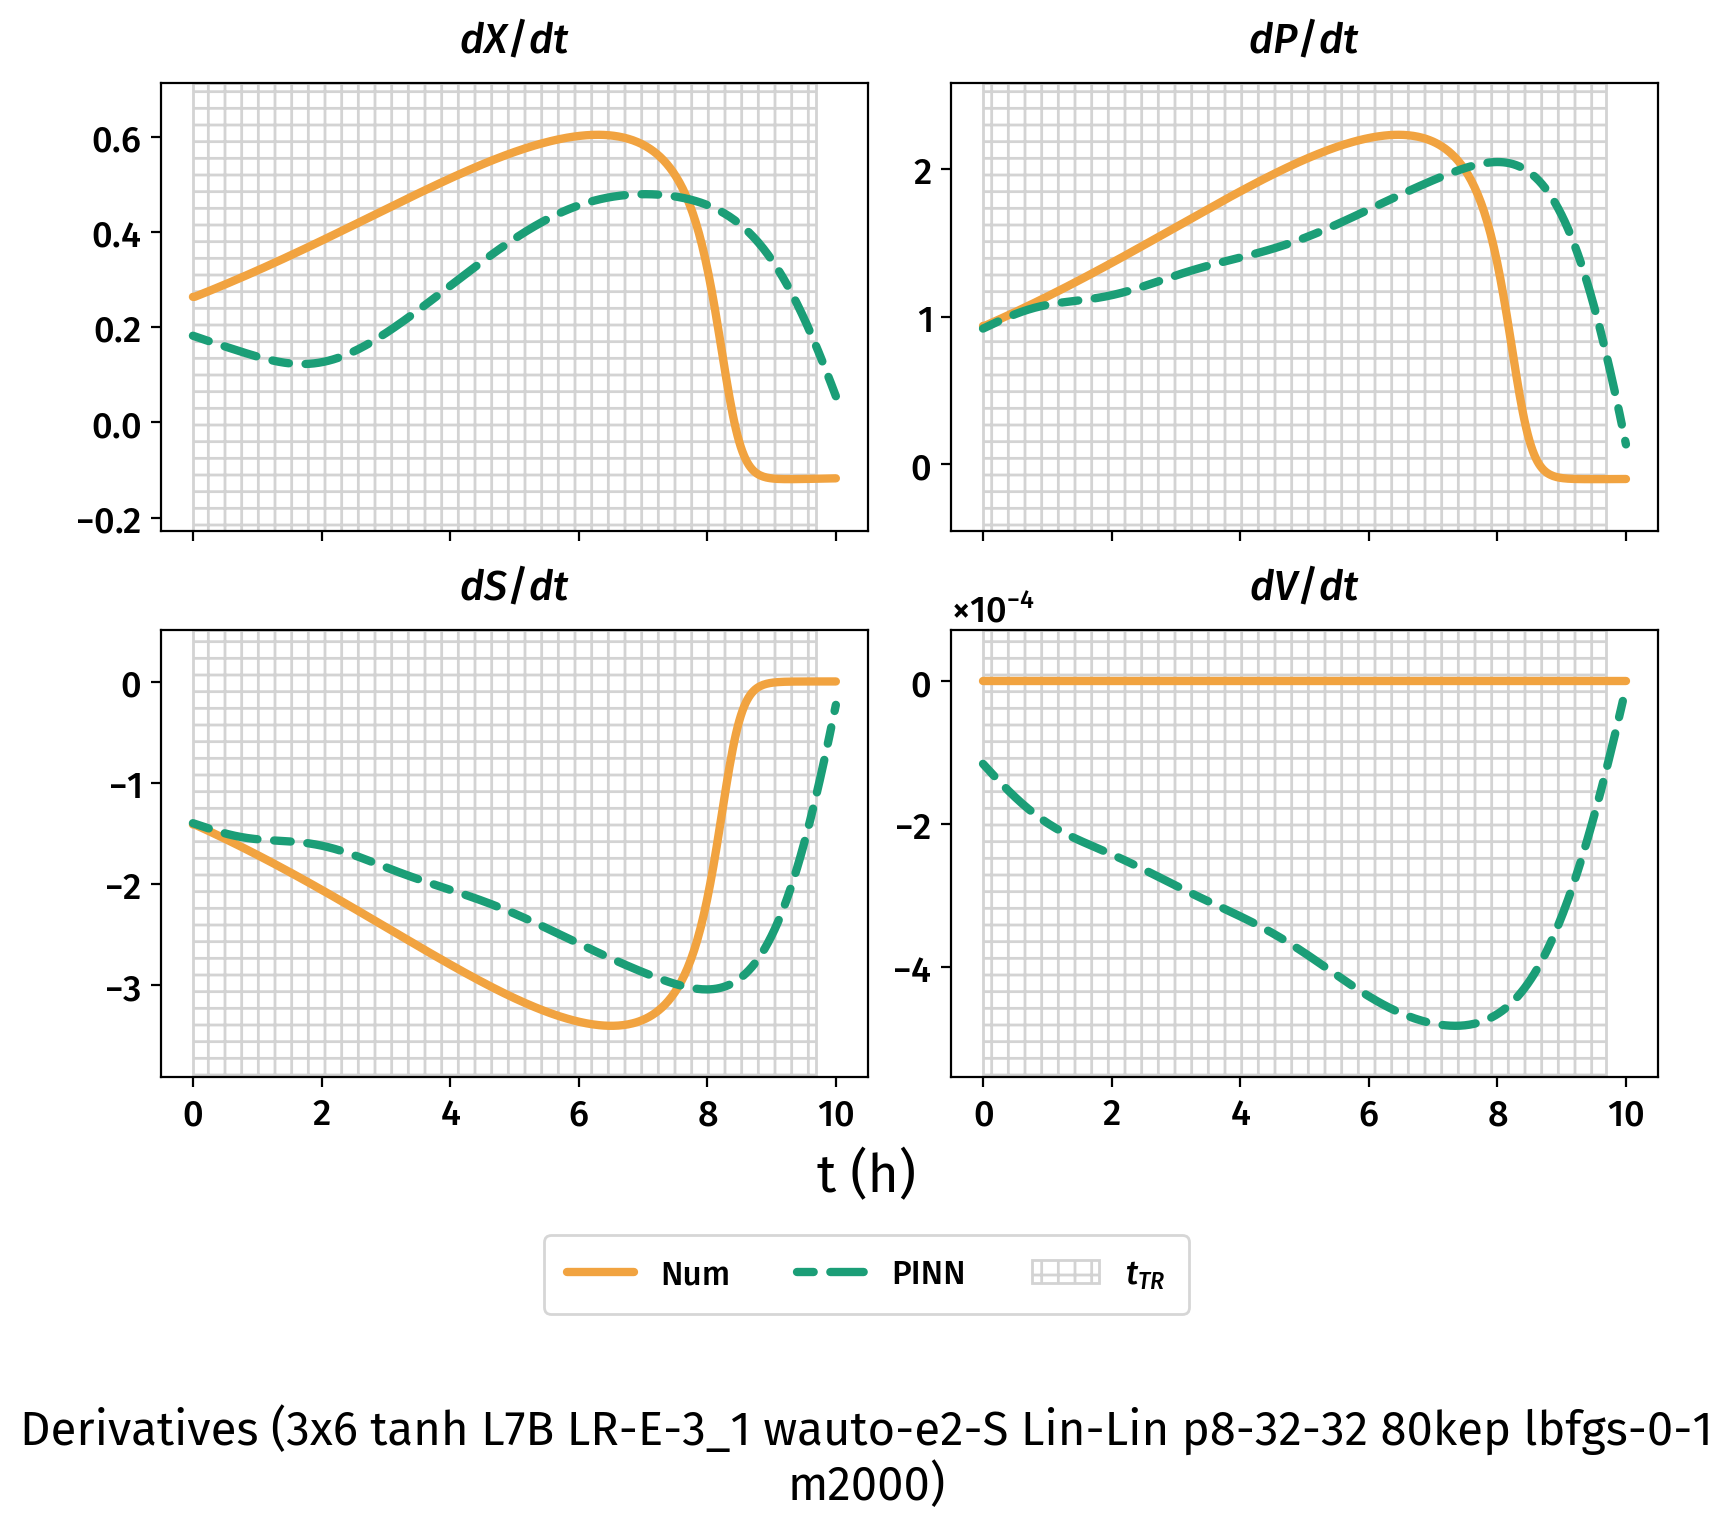 dX/dt
dP/dt
0.6
0.4
0.2
0.0
−0.2
2
1
0
dS/dt
dV/dt
×10⁻⁴
0
−1
−2
−3
0
−2
−4
0 2 4 6 8 10
0 2 4 6 8 10
t (h)
Num PINN t_TR
Derivatives (3x6 tanh L7B LR-E-3_1 wauto-e2-S Lin-Lin p8-32-32 80kep lbfgs-0-1
m2000)